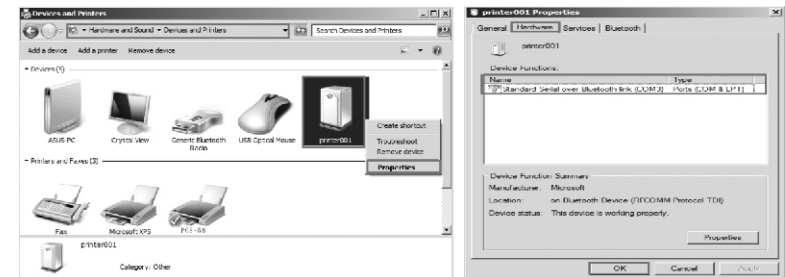 Devices and Printers
Hardware and Sound Devices and Printers
Search Devices and Printers
Add a device Add a printer Remove device
Devices (5)
ASUS-PC
Crystal View
Generic Bluetooth
Radio
USB Optical Mouse
printer001
Create shortcut
Troubleshoot
Remove device
Properties
Printers and Faxes (3)
Fax
Microsoft XPS
PCS-88
printer001
Category: Other
printer001 Properties
General Hardware Services Bluetooth
printer001
Device Functions:
Name Type
Standard Serial over Bluetooth link (COM3) Ports (COM & LPT)
Device Function Summary
Manufacturer: Microsoft
Location: on Bluetooth Device (RFCOMM Protocol TDI)
Device status: This device is working properly.
Properties
OK Cancel Apply